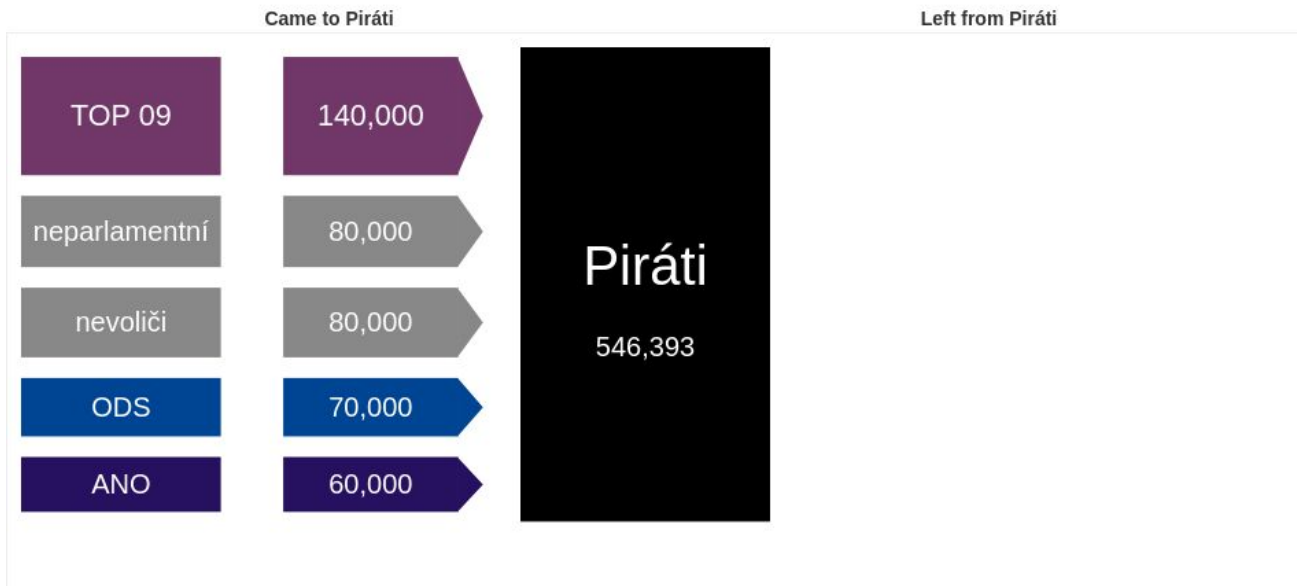 Came to Piráti
Left from Piráti
TOP 09
140,000
neparlamentní
80,000
nevoliči
80,000
ODS
70,000
ANO
60,000
Piráti
546,393